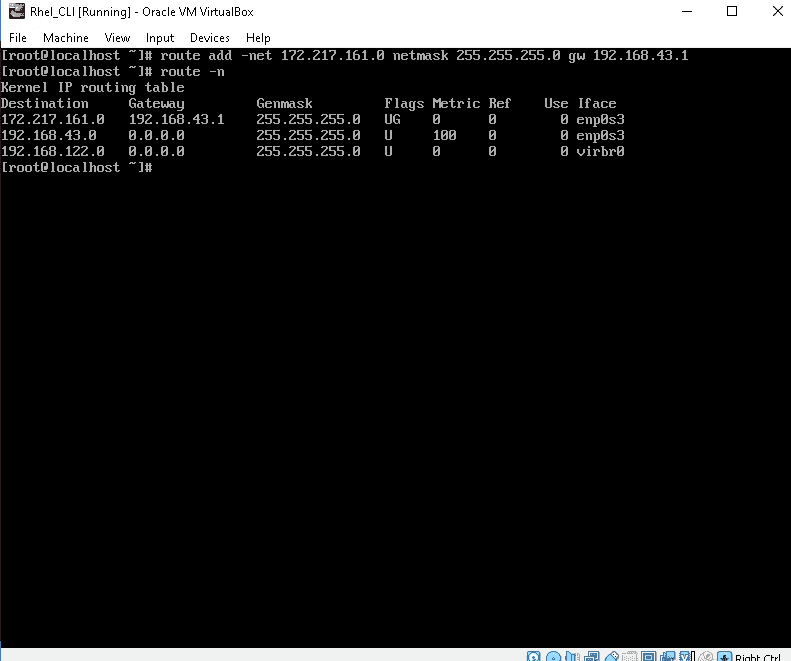 Rhel_CLI [Running] - Oracle VM VirtualBox
File Machine View Input Devices Help
[root@localhost ~]# route add -net 172.217.161.0 netmask 255.255.255.0 gw 192.168.43.1
[root@localhost ~]# route -n
Kernel IP routing table
Destination Gateway Genmask Flags Metric Ref Use Iface
172.217.161.0 192.168.43.1 255.255.255.0 UG 0 0 0 enp0s3
192.168.43.0 0.0.0.0 255.255.255.0 U 100 0 0 enp0s3
192.168.122.0 0.0.0.0 255.255.255.0 U 0 0 0 virbr0
[root@localhost ~]#
Right Ctrl